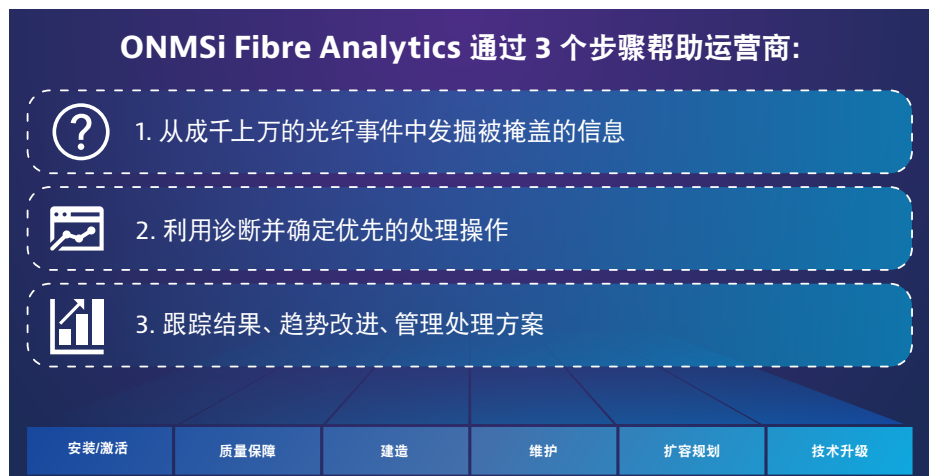 ONMSi Fibre Analytics 通过 3 个步骤帮助运营商:
1. 从成千上万的光纤事件中发掘被掩盖的信息
2. 利用诊断并确定优先的处理操作
3. 跟踪结果、趋势改进、管理处理方案
安装/激活
质量保障
建造
维护
扩容规划
技术升级